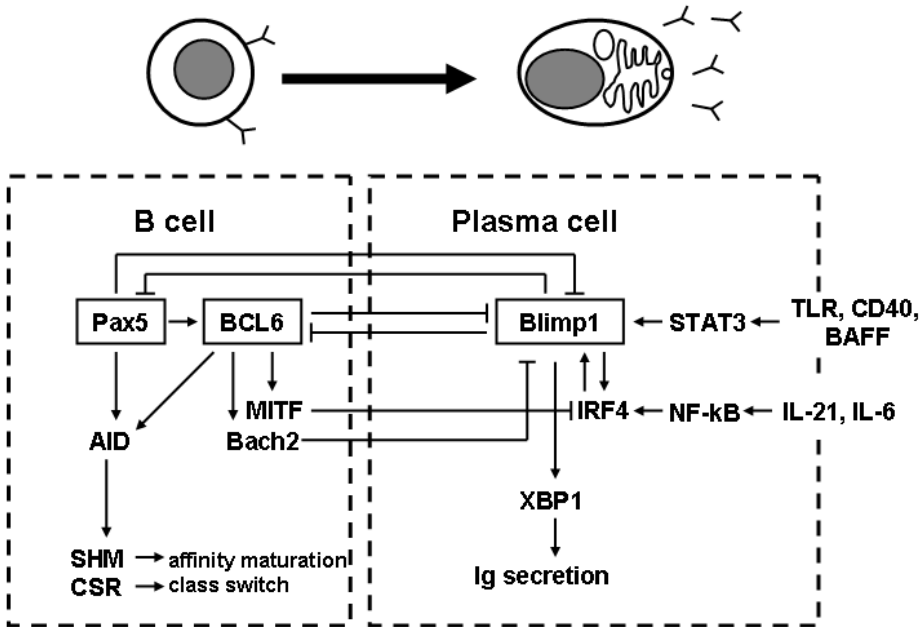 B cell
Plasma cell
Pax5
BCL6
Blimp1
STAT3
TLR, CD40,
BAFF
MITF
IRF4
NF-kB
IL-21, IL-6
AID
Bach2
XBP1
SHM
affinity maturation
CSR
class switch
Ig secretion